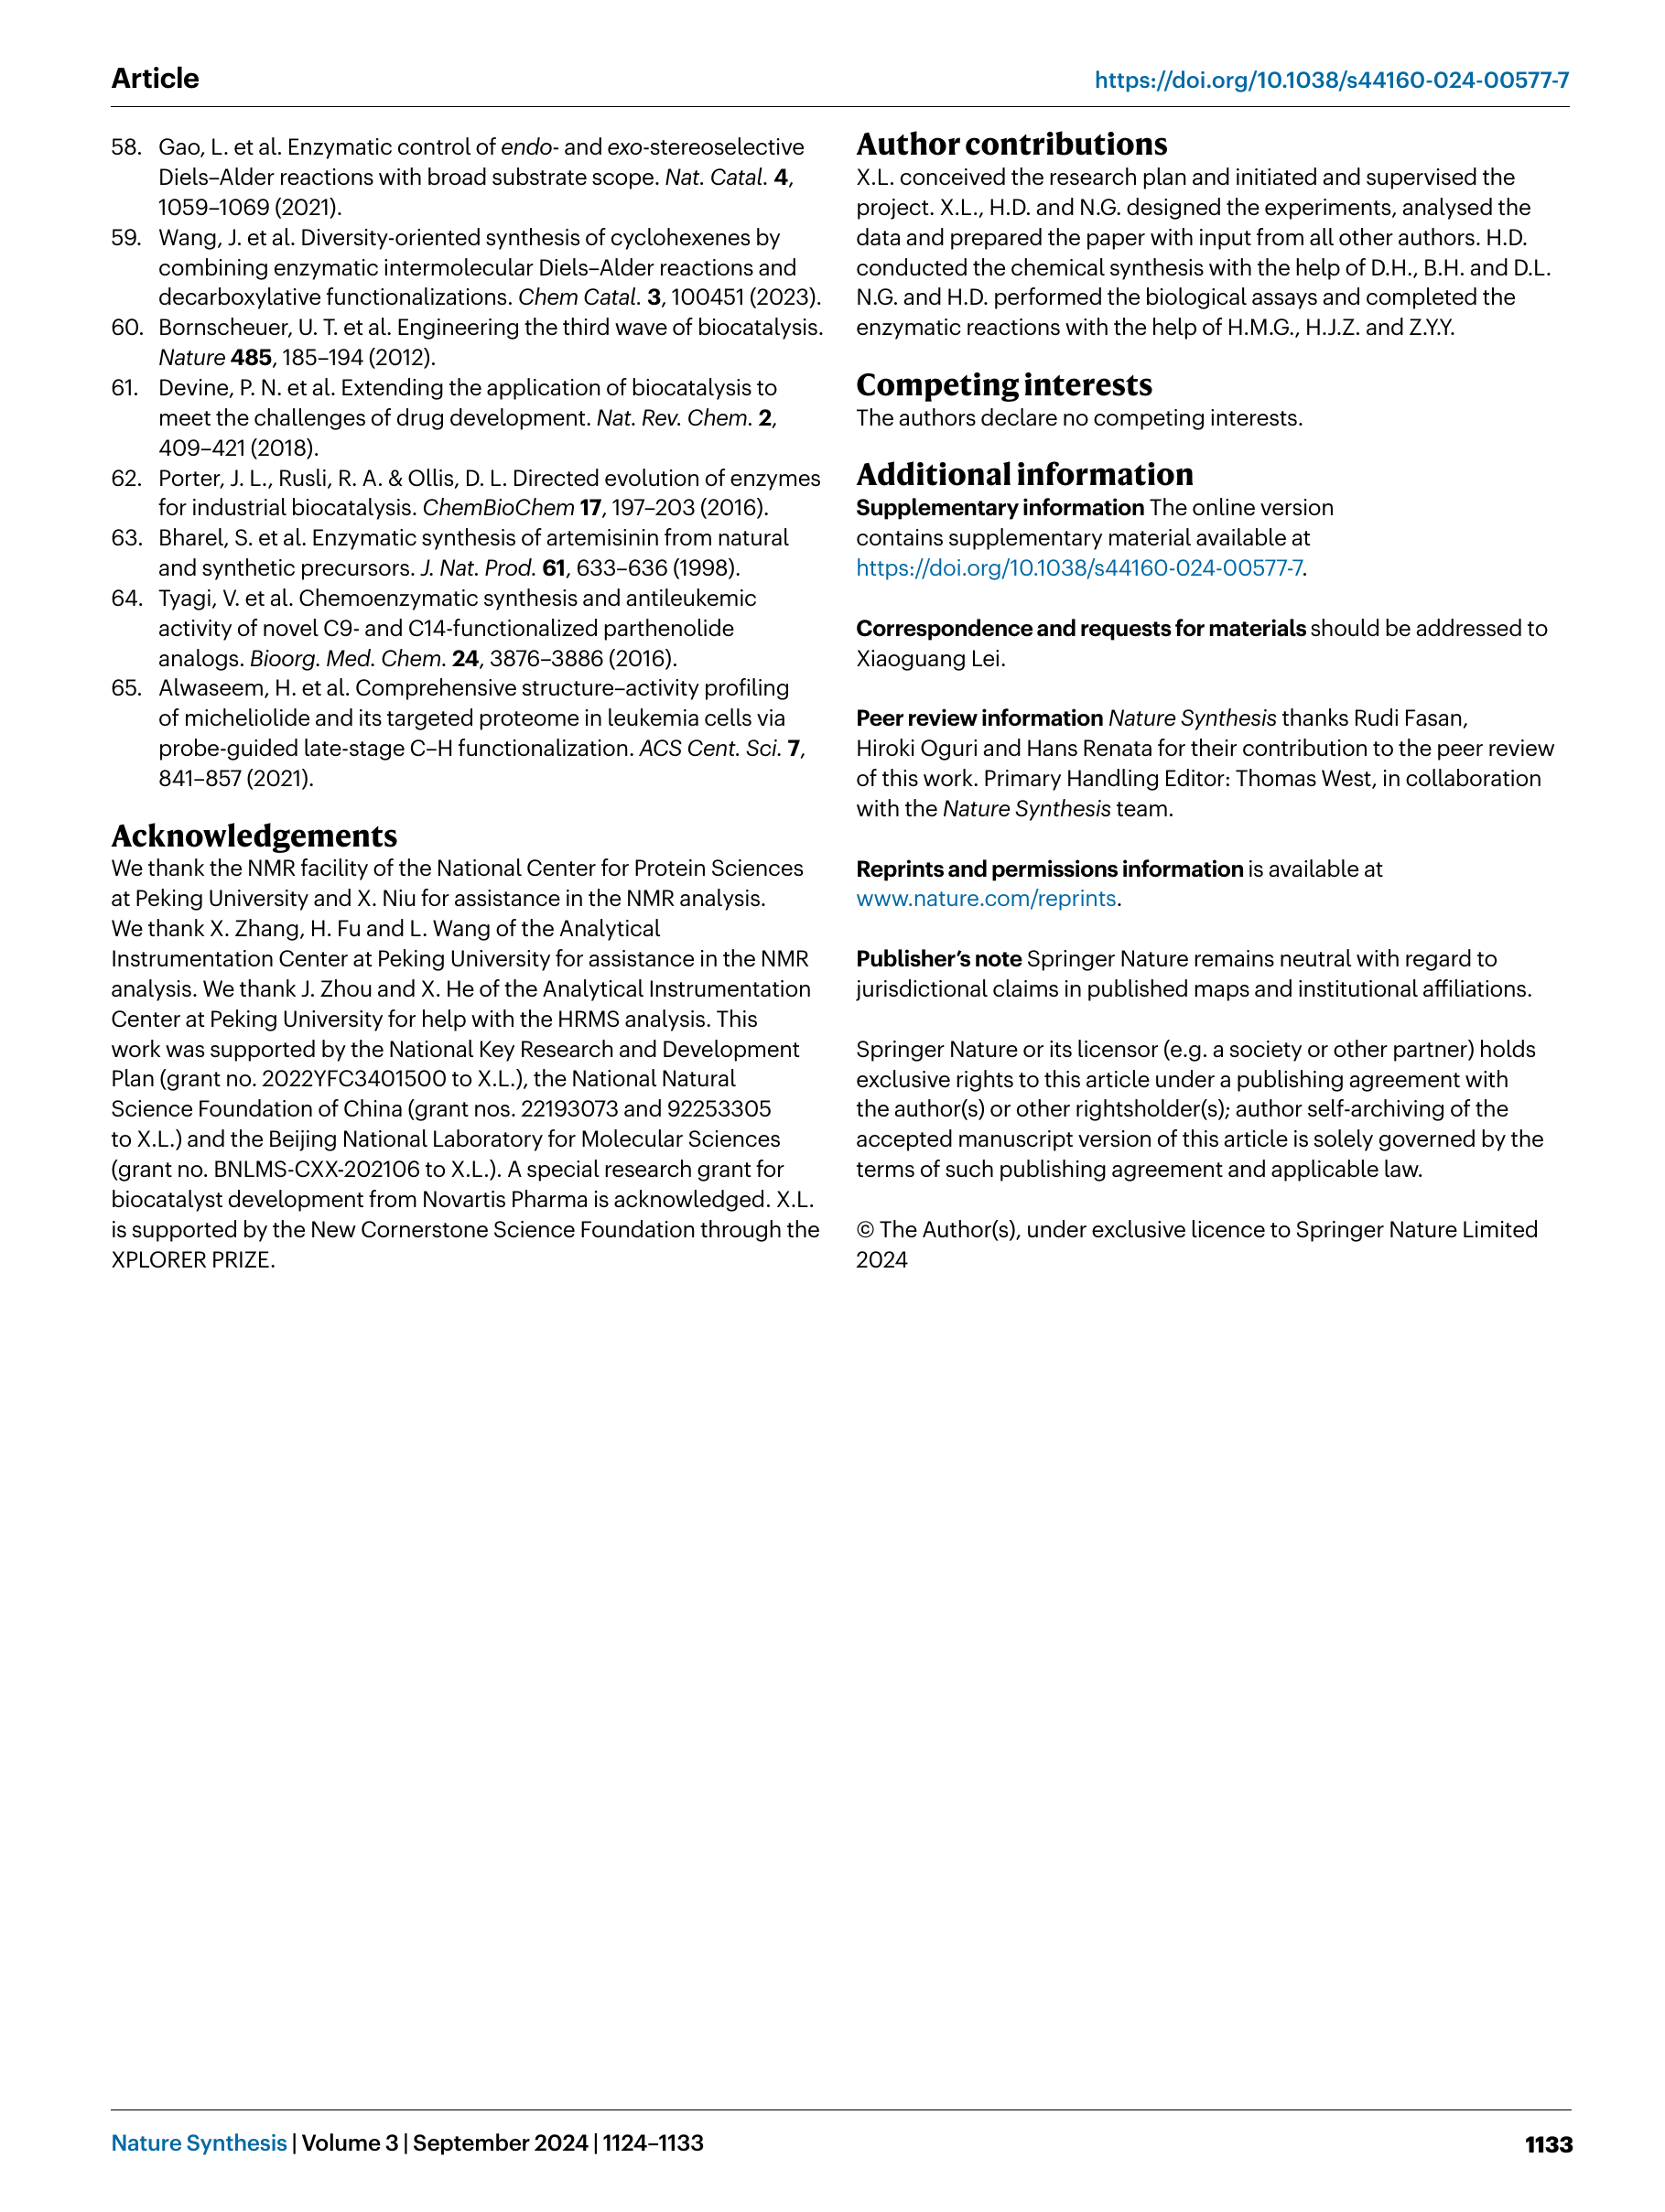 Article
https://doi.org/10.1038/s44160-024-00577-7
58. Gao, L. et al. Enzymatic control of endo- and exo-stereoselective
Diels–Alder reactions with broad substrate scope. Nat. Catal. 4,
1059–1069 (2021).
59. Wang, J. et al. Diversity-oriented synthesis of cyclohexenes by
combining enzymatic intermolecular Diels–Alder reactions and
decarboxylative functionalizations. Chem Catal. 3, 100451 (2023).
60. Bornscheuer, U. T. et al. Engineering the third wave of biocatalysis.
Nature 485, 185–194 (2012).
61. Devine, P. N. et al. Extending the application of biocatalysis to
meet the challenges of drug development. Nat. Rev. Chem. 2,
409–421 (2018).
62. Porter, J. L., Rusli, R. A. & Ollis, D. L. Directed evolution of enzymes
for industrial biocatalysis. ChemBioChem 17, 197–203 (2016).
63. Bharel, S. et al. Enzymatic synthesis of artemisinin from natural
and synthetic precursors. J. Nat. Prod. 61, 633–636 (1998).
64. Tyagi, V. et al. Chemoenzymatic synthesis and antileukemic
activity of novel C9- and C14-functionalized parthenolide
analogs. Bioorg. Med. Chem. 24, 3876–3886 (2016).
65. Alwaseem, H. et al. Comprehensive structure–activity profiling
of micheliolide and its targeted proteome in leukemia cells via
probe-guided late-stage C–H functionalization. ACS Cent. Sci. 7,
841–857 (2021).
Acknowledgements
We thank the NMR facility of the National Center for Protein Sciences
at Peking University and X. Niu for assistance in the NMR analysis.
We thank X. Zhang, H. Fu and L. Wang of the Analytical
Instrumentation Center at Peking University for assistance in the NMR
analysis. We thank J. Zhou and X. He of the Analytical Instrumentation
Center at Peking University for help with the HRMS analysis. This
work was supported by the National Key Research and Development
Plan (grant no. 2022YFC3401500 to X.L.), the National Natural
Science Foundation of China (grant nos. 22193073 and 92253305
to X.L.) and the Beijing National Laboratory for Molecular Sciences
(grant no. BNLMS-CXX-202106 to X.L.). A special research grant for
biocatalyst development from Novartis Pharma is acknowledged. X.L.
is supported by the New Cornerstone Science Foundation through the
XPLORER PRIZE.
Author contributions
X.L. conceived the research plan and initiated and supervised the
project. X.L., H.D. and N.G. designed the experiments, analysed the
data and prepared the paper with input from all other authors. H.D.
conducted the chemical synthesis with the help of D.H., B.H. and D.L.
N.G. and H.D. performed the biological assays and completed the
enzymatic reactions with the help of H.M.G., H.J.Z. and Z.Y.Y.
Competing interests
The authors declare no competing interests.
Additional information
Supplementary information The online version
contains supplementary material available at
https://doi.org/10.1038/s44160-024-00577-7.
Correspondence and requests for materials should be addressed to
Xiaoguang Lei.
Peer review information Nature Synthesis thanks Rudi Fasan,
Hiroki Oguri and Hans Renata for their contribution to the peer review
of this work. Primary Handling Editor: Thomas West, in collaboration
with the Nature Synthesis team.
Reprints and permissions information is available at
www.nature.com/reprints.
Publisher’s note Springer Nature remains neutral with regard to
jurisdictional claims in published maps and institutional affiliations.
Springer Nature or its licensor (e.g. a society or other partner) holds
exclusive rights to this article under a publishing agreement with
the author(s) or other rightsholder(s); author self-archiving of the
accepted manuscript version of this article is solely governed by the
terms of such publishing agreement and applicable law.
© The Author(s), under exclusive licence to Springer Nature Limited
2024
Nature Synthesis | Volume 3 | September 2024 | 1124–1133
1133